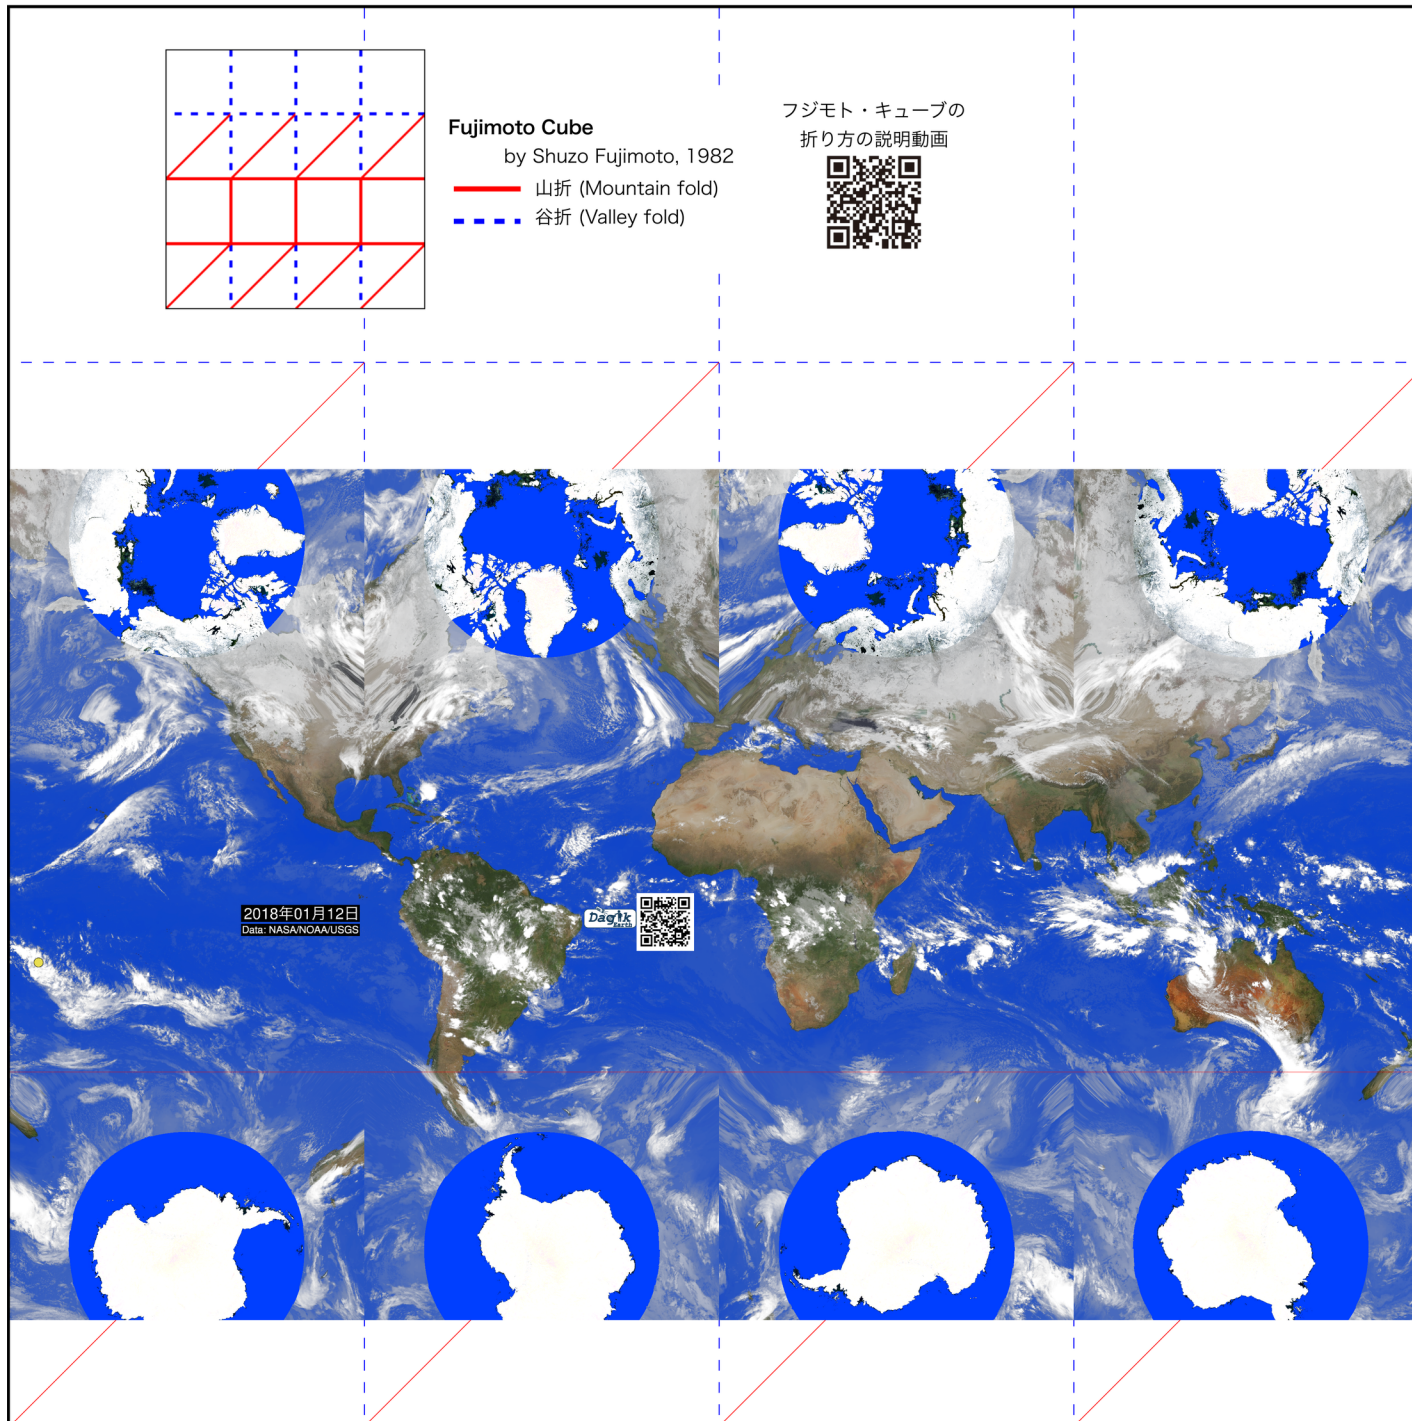 Fujimoto Cube
by Shuzo Fujimoto, 1982
山折 (Mountain fold)
谷折 (Valley fold)
フジモト・キューブの
折り方の説明動画
2018年01月12日
Data: NASA/NOAA/USGS
Dagik
Earth